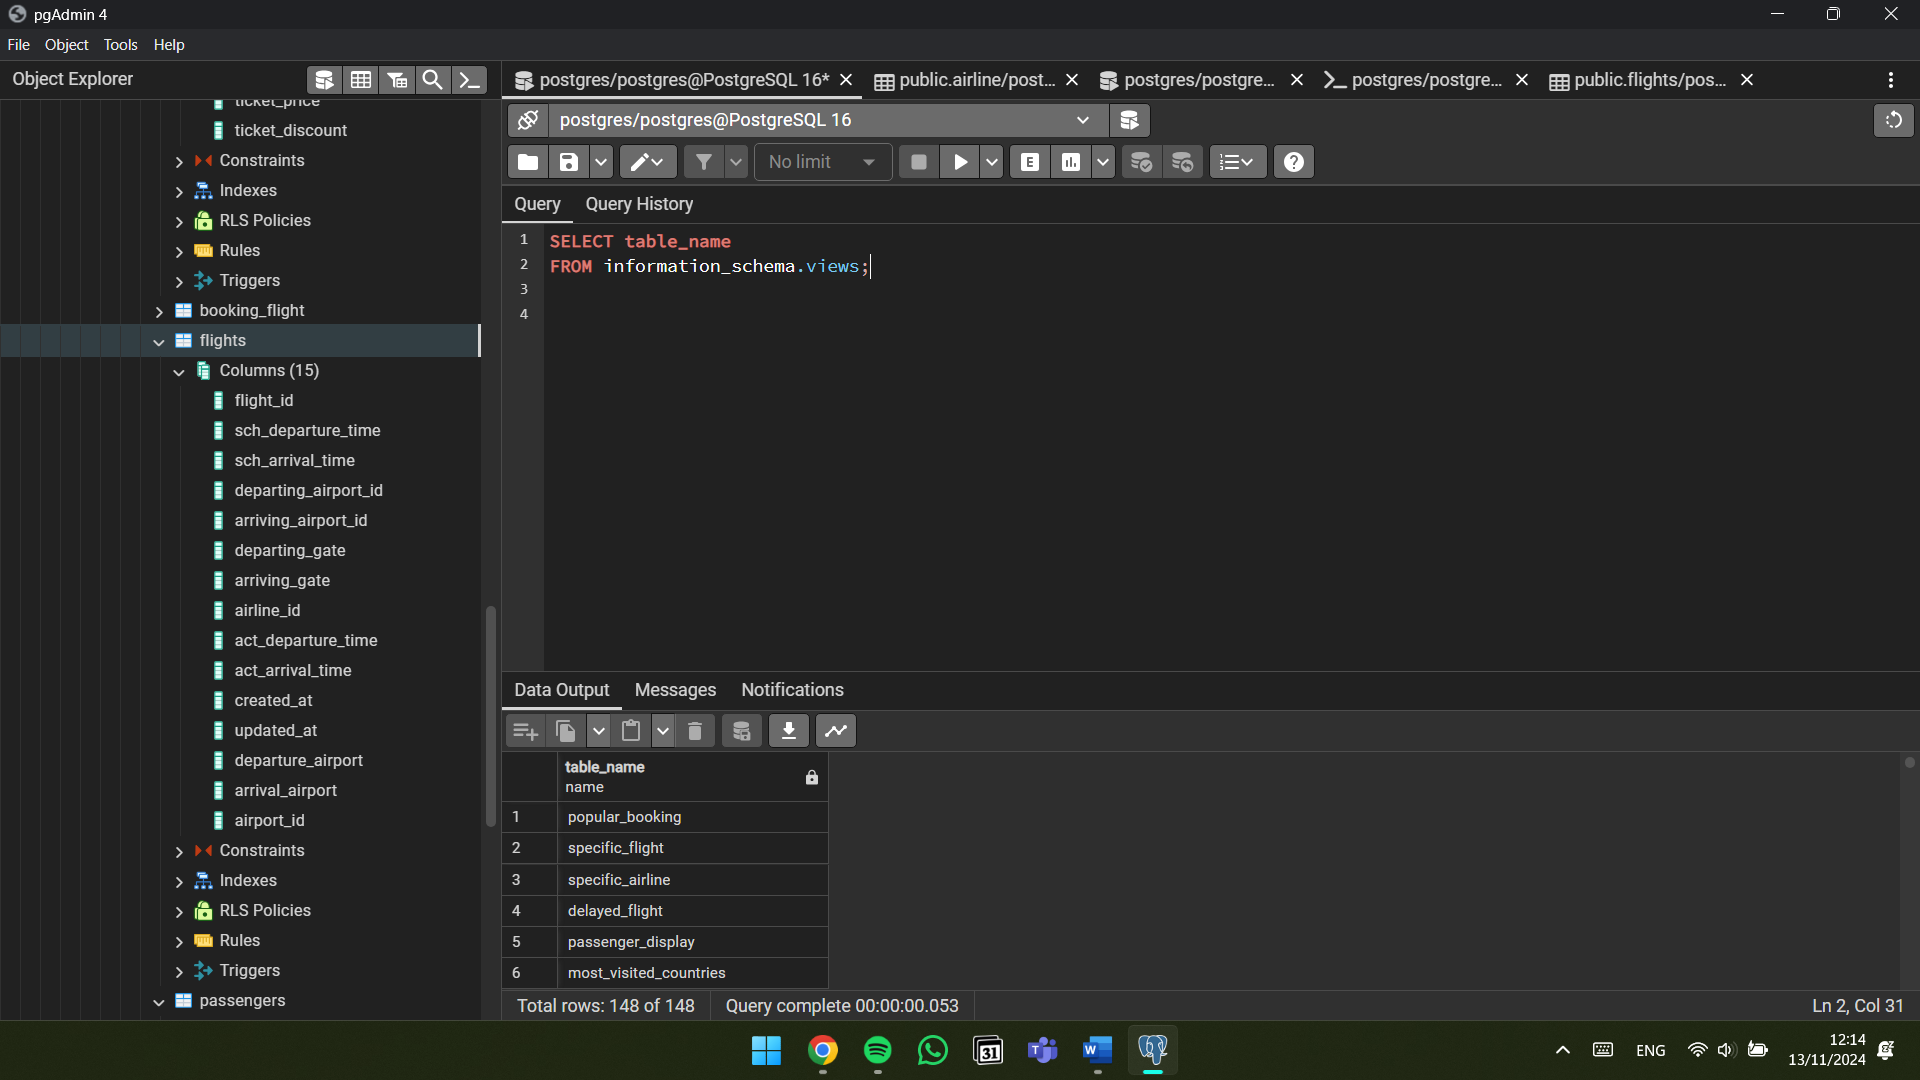 pgAdmin 4
File Object Tools Help
Object Explorer
postgres/postgres@PostgreSQL 16*
public.airline/post...
postgres/postgre...
postgres/postgre...
public.flights/pos...
ticket_price
ticket_discount
Constraints
Indexes
RLS Policies
Rules
Triggers
booking_flight
flights
Columns (15)
flight_id
sch_departure_time
sch_arrival_time
departing_airport_id
arriving_airport_id
departing_gate
arriving_gate
airline_id
act_departure_time
act_arrival_time
created_at
updated_at
departure_airport
arrival_airport
airport_id
Constraints
Indexes
RLS Policies
Rules
Triggers
passengers
postgres/postgres@PostgreSQL 16
No limit
E
Query Query History
1 SELECT table_name
2 FROM information_schema.views;
3
4
Data Output Messages Notifications
table_name
name
1 popular_booking
2 specific_flight
3 specific_airline
4 delayed_flight
5 passenger_display
6 most_visited_countries
Total rows: 148 of 148 Query complete 00:00:00.053 Ln 2, Col 31
31
T
W
ENG
12:14
13/11/2024